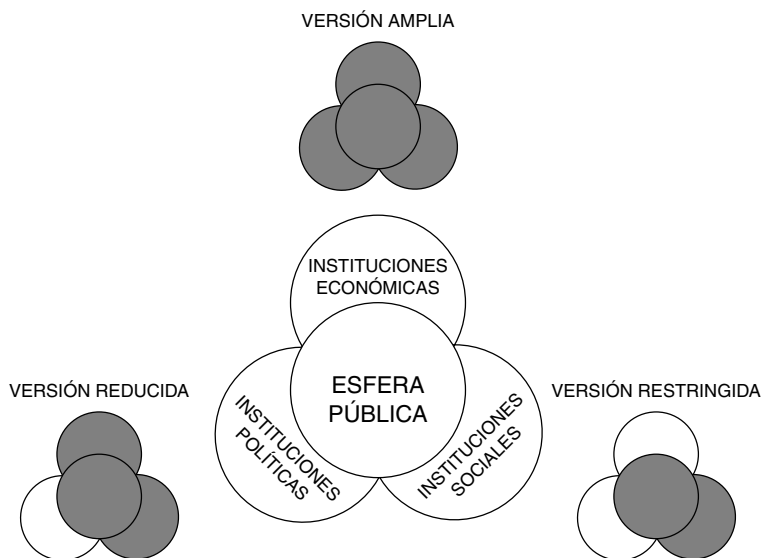 VERSIÓN AMPLIA
INSTITUCIONES
ECONÓMICAS
ESFERA
PÚBLICA
VERSIÓN REDUCIDA
VERSIÓN RESTRINGIDA
INSTITUCIONES
POLÍTICAS
INSTITUCIONES
SOCIALES